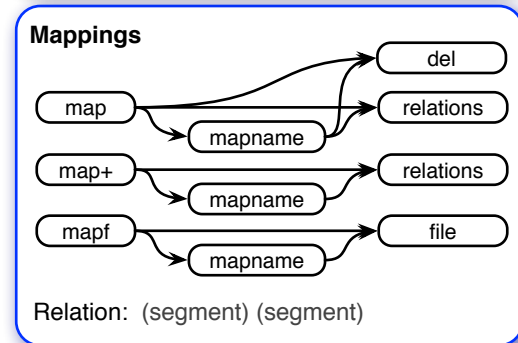 Mappings
del
map relations
mapname
map+ relations
mapname
mapf file
mapname
Relation: (segment) (segment)